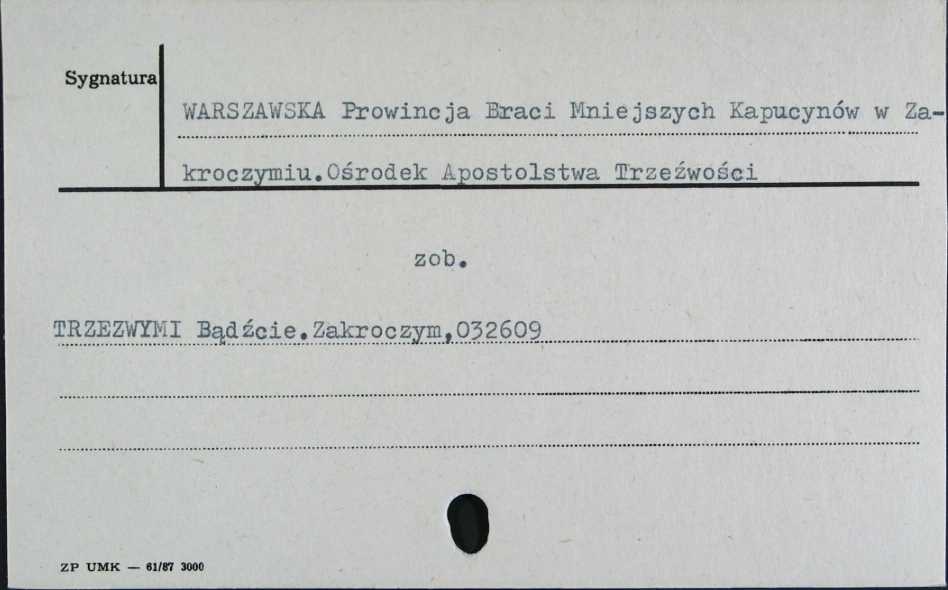 Sygnatura
WARSZAWSKA Prowincja Braci Mniejszych Kapucynów w Za-
kroczymiu.Ośrodek Apostolstwa Trzeźwości
zob.
TRZEZWYMI Bądźcie.Zakroczym,032609
ZP UMK — 61/87 3000